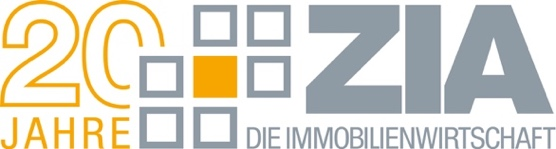 20
JAHRE
ZIA
DIE IMMOBILIENWIRTSCHAFT